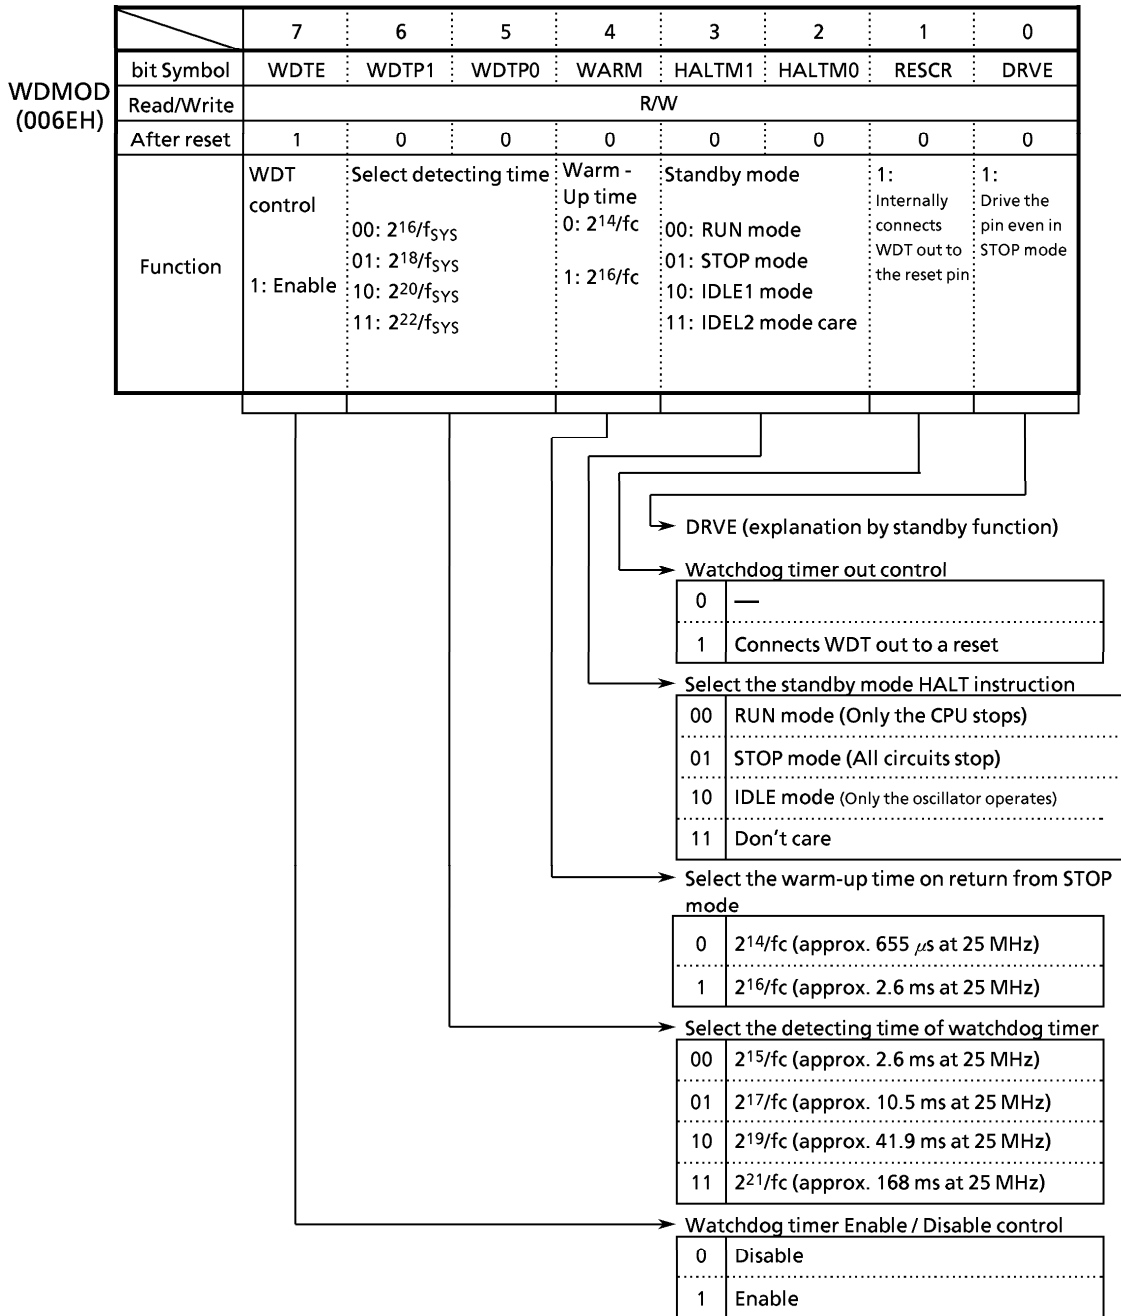 7 6 5 4 3 2 1 0
WDMOD
(006EH)
bit Symbol WDTE WDTP1 WDTP0 WARM HALTM1 HALTM0 RESCR DRVE
Read/Write R/W
After reset 1 0 0 0 0 0 0 0
Function
WDT
control
1: Enable
Select detecting time
00: 2¹⁶/fSYS
01: 2¹⁸/fSYS
10: 2²⁰/fSYS
11: 2²²/fSYS
Warm -
Up time
0: 2¹⁴/fc
1: 2¹⁶/fc
Standby mode
00: RUN mode
01: STOP mode
10: IDLE1 mode
11: IDEL2 mode care
1:
Internally
connects
WDT out to
the reset pin
1:
Drive the
pin even in
STOP mode
DRVE (explanation by standby function)
Watchdog timer out control
0 —
1 Connects WDT out to a reset
Select the standby mode HALT instruction
00 RUN mode (Only the CPU stops)
01 STOP mode (All circuits stop)
10 IDLE mode (Only the oscillator operates)
11 Don't care
Select the warm-up time on return from STOP
mode
0 2¹⁴/fc (approx. 655 μs at 25 MHz)
1 2¹⁶/fc (approx. 2.6 ms at 25 MHz)
Select the detecting time of watchdog timer
00 2¹⁵/fc (approx. 2.6 ms at 25 MHz)
01 2¹⁷/fc (approx. 10.5 ms at 25 MHz)
10 2¹⁹/fc (approx. 41.9 ms at 25 MHz)
11 2²¹/fc (approx. 168 ms at 25 MHz)
Watchdog timer Enable / Disable control
0 Disable
1 Enable